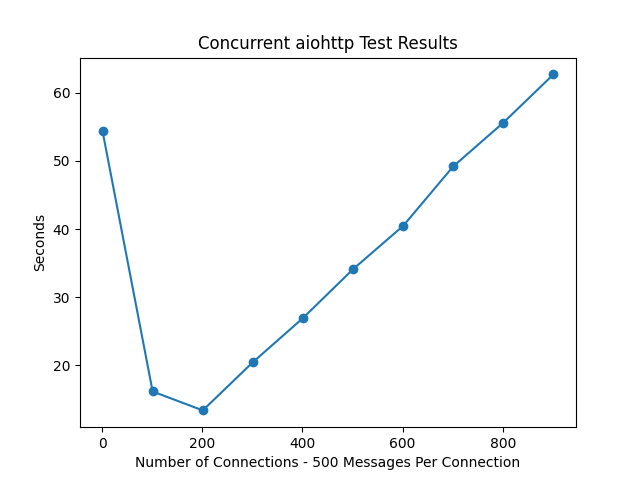 Concurrent aiohttp Test Results
60
50
40
30
20
Seconds
0 200 400 600 800
Number of Connections - 500 Messages Per Connection